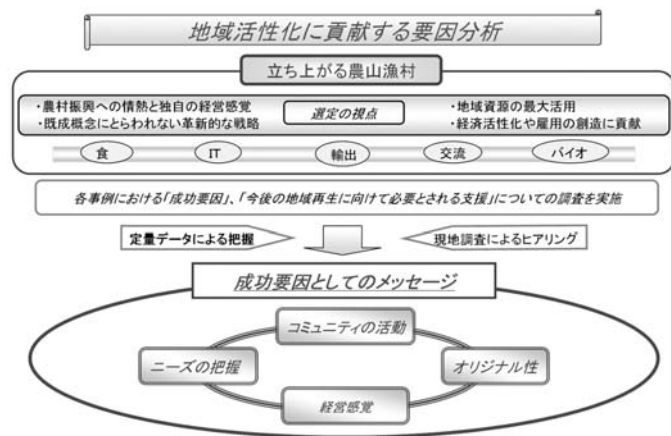 地域活性化に貢献する要因分析
立ち上がる農山漁村
・農村振興への情熱と独自の経営感覚
・既成概念にとらわれない革新的な戦略
選定の視点
・地域資源の最大活用
・経済活性化や雇用の創造に貢献
食
IT
輸出
交流
バイオ
各事例における「成功要因」、「今後の地域再生に向けて必要とされる支援」についての調査を実施
定量データによる把握
現地調査によるヒアリング
成功要因としてのメッセージ
コミュニティの活動
ニーズの把握
オリジナル性
経営感覚